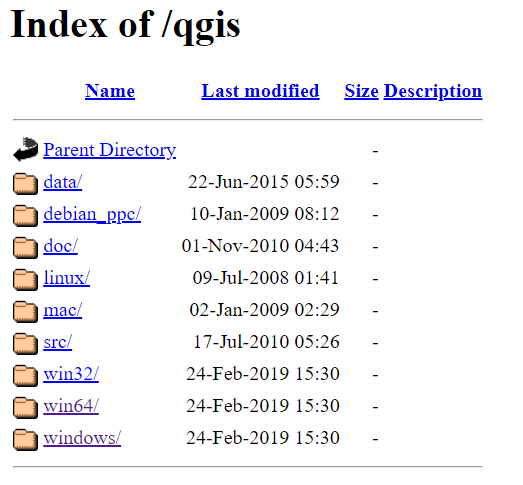 Index of /qgis
Name Last modified Size Description
Parent Directory -
data/ 22-Jun-2015 05:59 -
debian_ppc/ 10-Jan-2009 08:12 -
doc/ 01-Nov-2010 04:43 -
linux/ 09-Jul-2008 01:41 -
mac/ 02-Jan-2009 02:29 -
src/ 17-Jul-2010 05:26 -
win32/ 24-Feb-2019 15:30 -
win64/ 24-Feb-2019 15:30 -
windows/ 24-Feb-2019 15:30 -